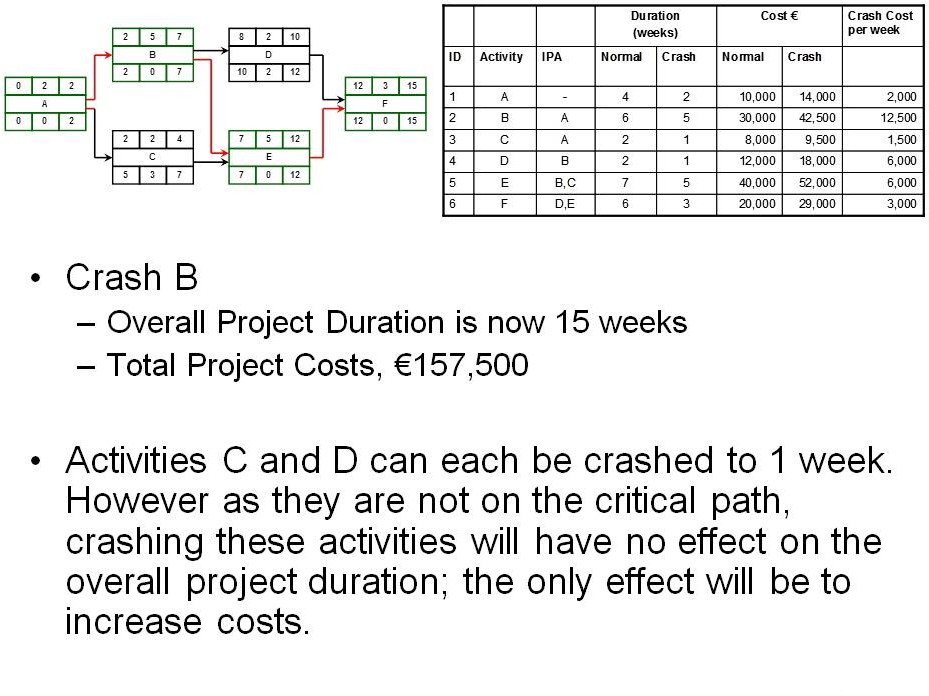 2 5 7
B
2 0 7
8 2 10
D
10 2 12
0 2 2
A
0 0 2
12 3 15
F
12 0 15
2 2 4
C
5 3 7
7 5 12
E
7 0 12
Duration (weeks) Cost € Crash Cost per week
ID Activity IPA Normal Crash Normal Crash
1 A - 4 2 10,000 14,000 2,000
2 B A 6 5 30,000 42,500 12,500
3 C A 2 1 8,000 9,500 1,500
4 D B 2 1 12,000 18,000 6,000
5 E B,C 7 5 40,000 52,000 6,000
6 F D,E 6 3 20,000 29,000 3,000
• Crash B
– Overall Project Duration is now 15 weeks
– Total Project Costs, €157,500
• Activities C and D can each be crashed to 1 week.
However as they are not on the critical path,
crashing these activities will have no effect on the
overall project duration; the only effect will be to
increase costs.